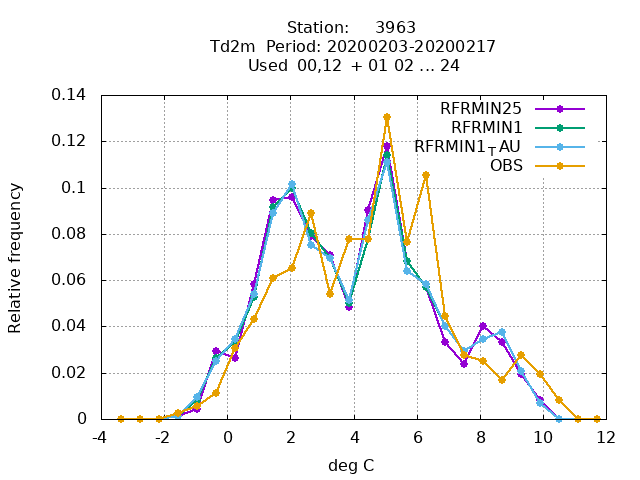 Station: 3963
Td2m Period: 20200203-20200217
Used 00,12 + 01 02 ... 24
0.14
0.12
0.1
0.08
0.06
0.04
0.02
0
Relative frequency
RFRMIN25
RFRMIN1
RFRMIN1TAU
OBS
-4 -2 0 2 4 6 8 10 12
deg C